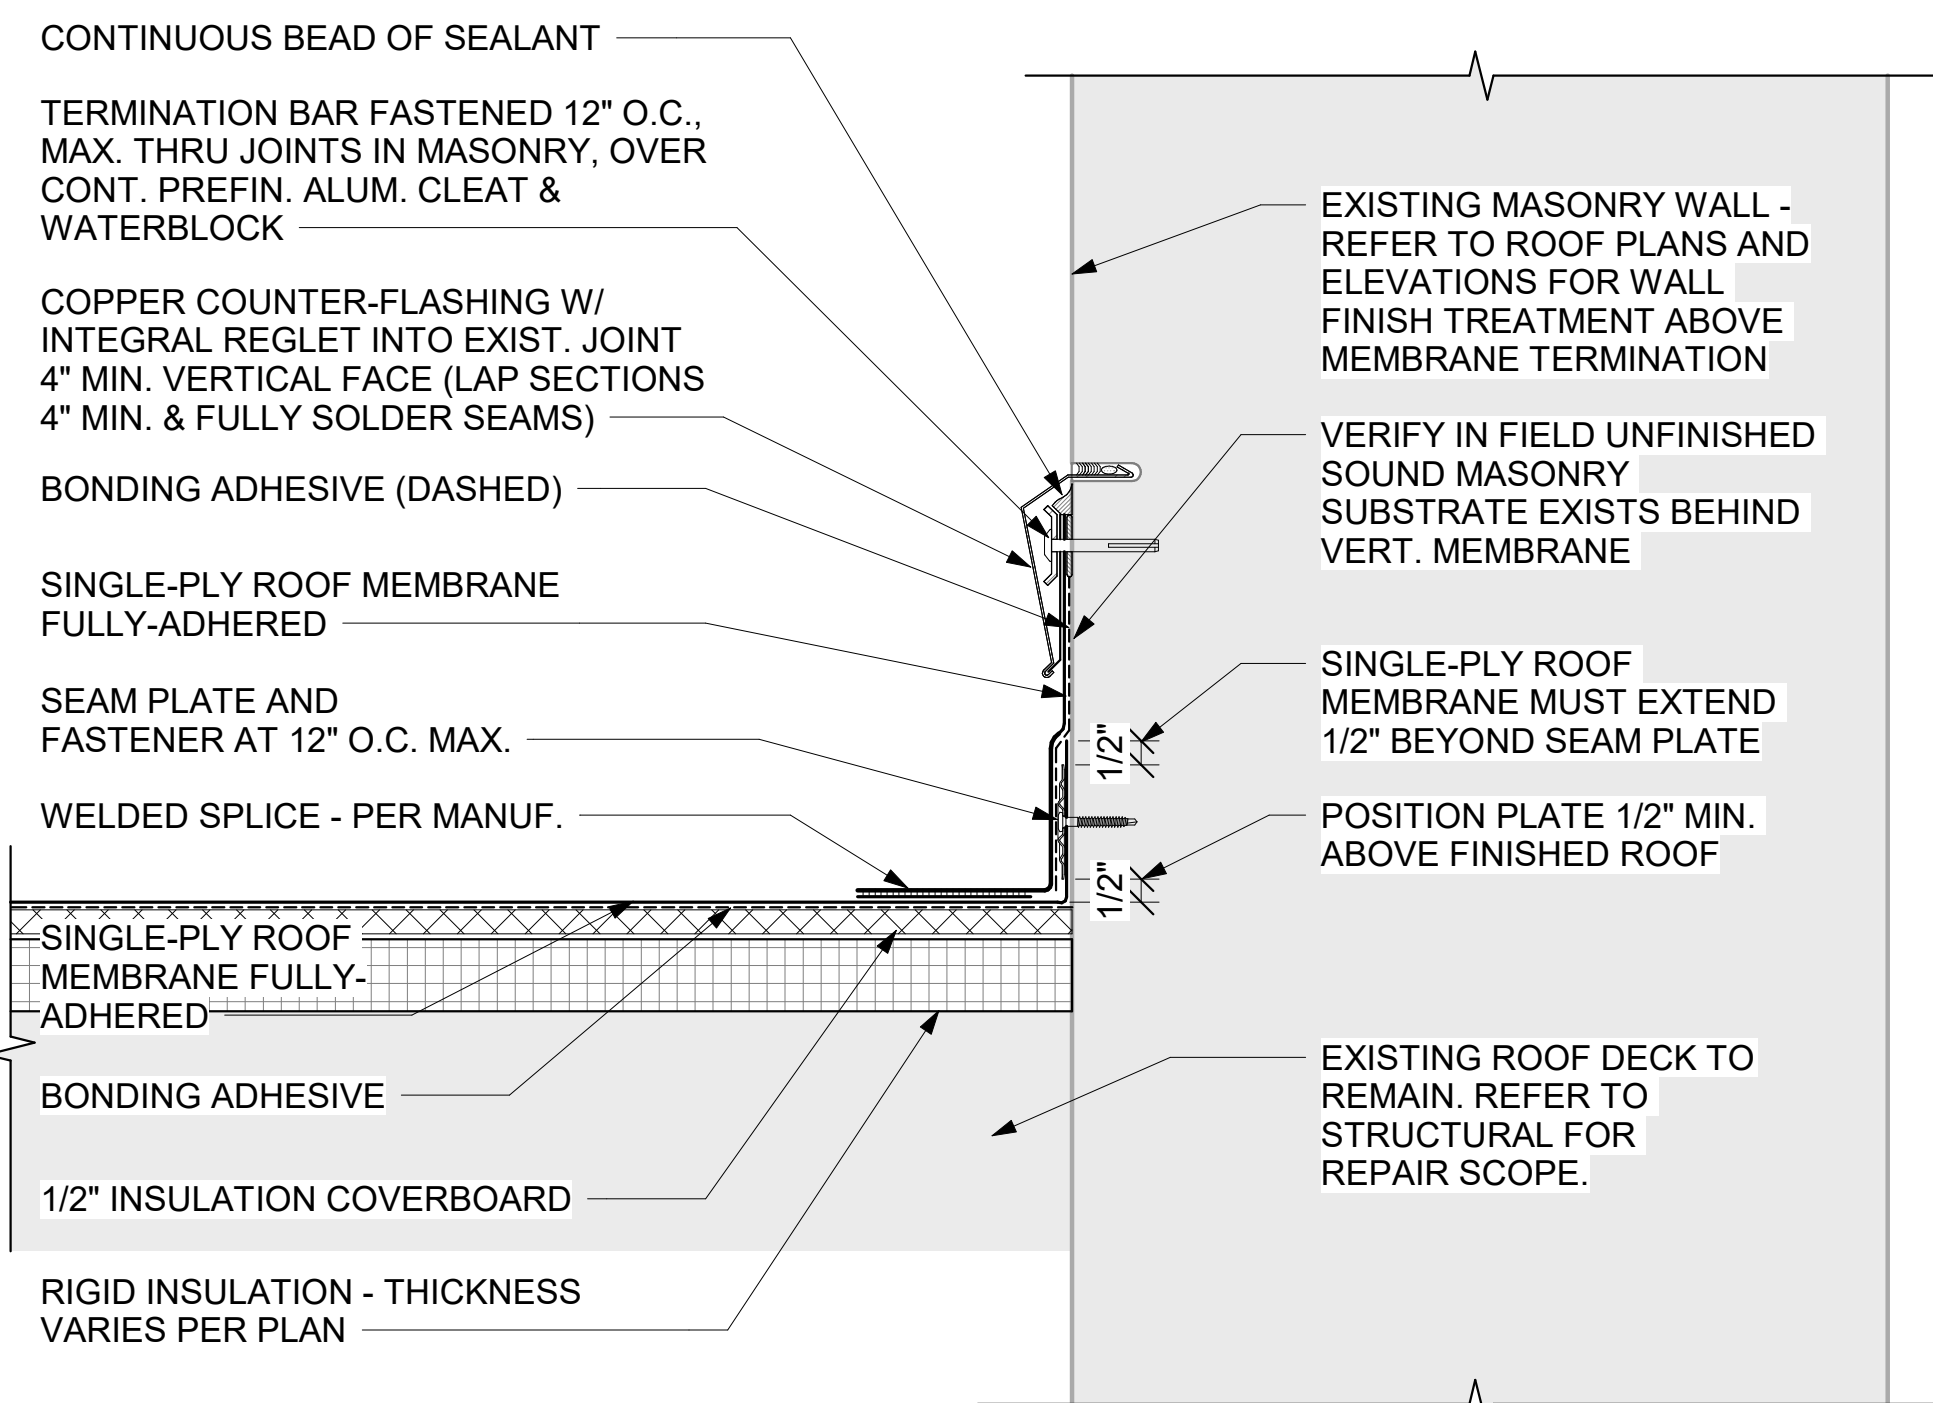 CONTINUOUS BEAD OF SEALANT
TERMINATION BAR FASTENED 12" O.C.,
MAX. THRU JOINTS IN MASONRY, OVER
CONT. PREFIN. ALUM. CLEAT &
WATERBLOCK
COPPER COUNTER-FLASHING W/
INTEGRAL REGLET INTO EXIST. JOINT
4" MIN. VERTICAL FACE (LAP SECTIONS
4" MIN. & FULLY SOLDER SEAMS)
BONDING ADHESIVE (DASHED)
SINGLE-PLY ROOF MEMBRANE
FULLY-ADHERED
SEAM PLATE AND
FASTENER AT 12" O.C. MAX.
WELDED SPLICE - PER MANUF.
SINGLE-PLY ROOF
MEMBRANE FULLY-
ADHERED
BONDING ADHESIVE
1/2" INSULATION COVERBOARD
RIGID INSULATION - THICKNESS
VARIES PER PLAN
1/2"
1/2"
EXISTING MASONRY WALL -
REFER TO ROOF PLANS AND
ELEVATIONS FOR WALL
FINISH TREATMENT ABOVE
MEMBRANE TERMINATION
VERIFY IN FIELD UNFINISHED
SOUND MASONRY
SUBSTRATE EXISTS BEHIND
VERT. MEMBRANE
SINGLE-PLY ROOF
MEMBRANE MUST EXTEND
1/2" BEYOND SEAM PLATE
POSITION PLATE 1/2" MIN.
ABOVE FINISHED ROOF
EXISTING ROOF DECK TO
REMAIN. REFER TO
STRUCTURAL FOR
REPAIR SCOPE.